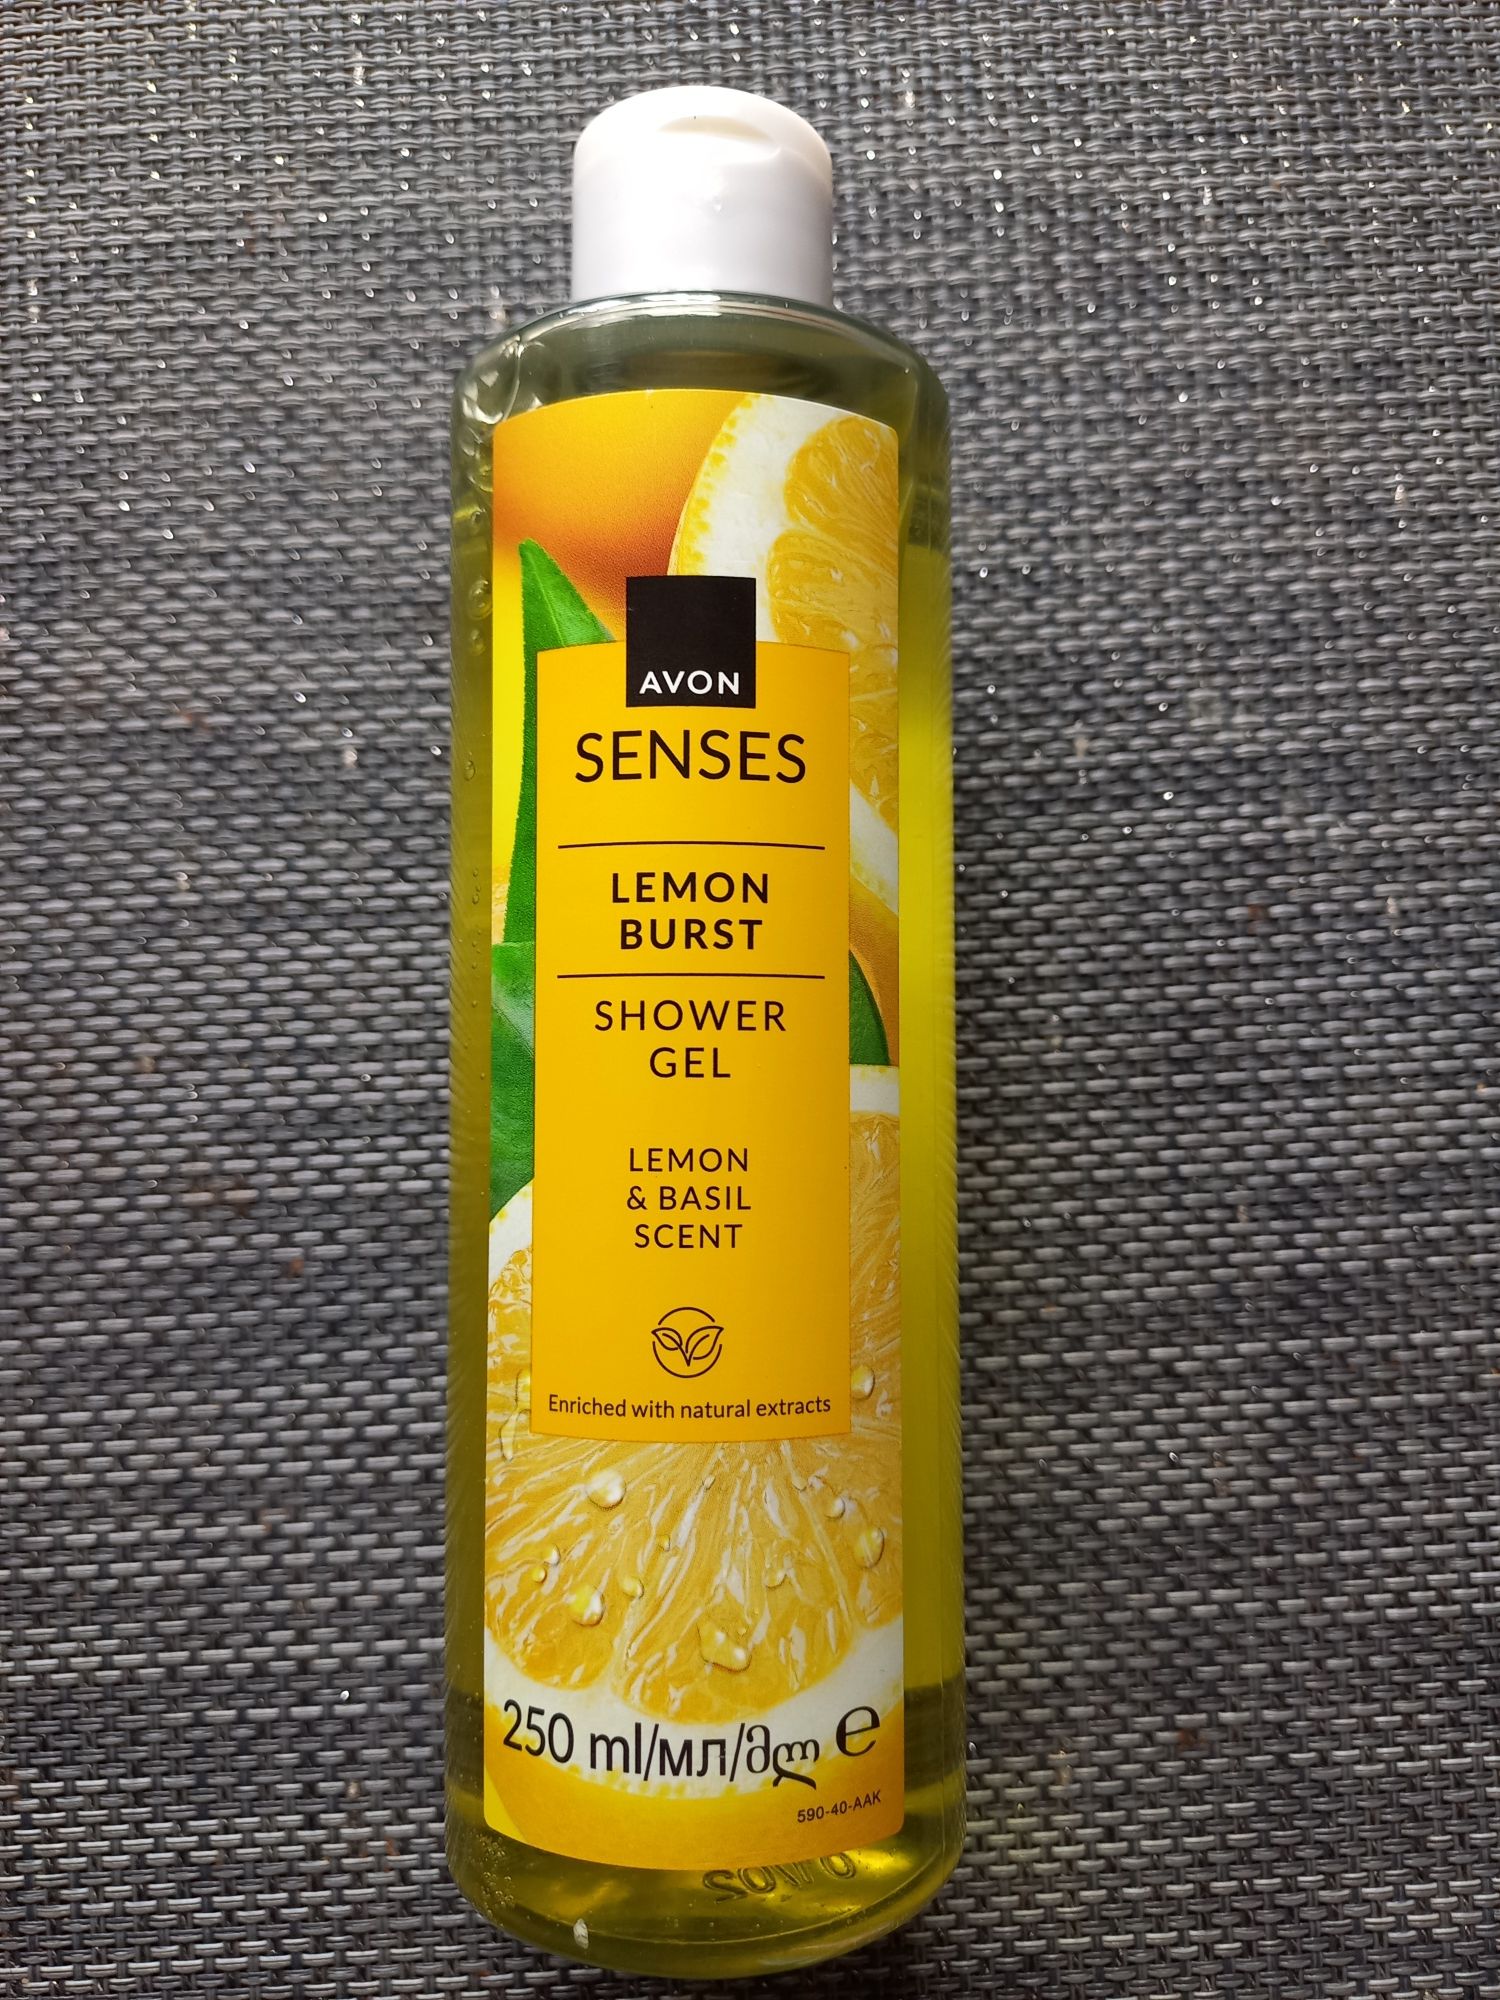 AVON
SENSES
LEMON
BURST
SHOWER
GEL
LEMON
& BASIL
SCENT
Enriched with natural extracts
250 ml/мл/მლ e
590-40-AAK